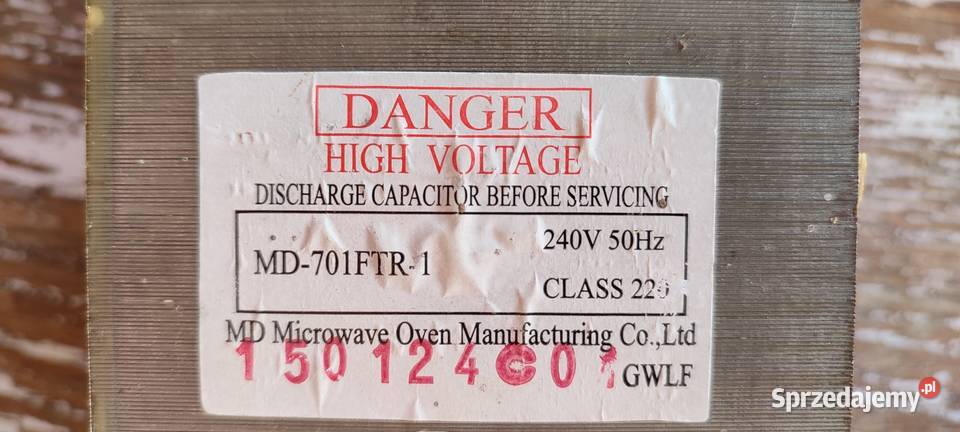 DANGER
HIGH VOLTAGE
DISCHARGE CAPACITOR BEFORE SERVICING
MD-701FTR-1
240V 50Hz
CLASS 220
MD Microwave Oven Manufacturing Co.,Ltd
150124C01
GWLF
Sprzedajemy.pl